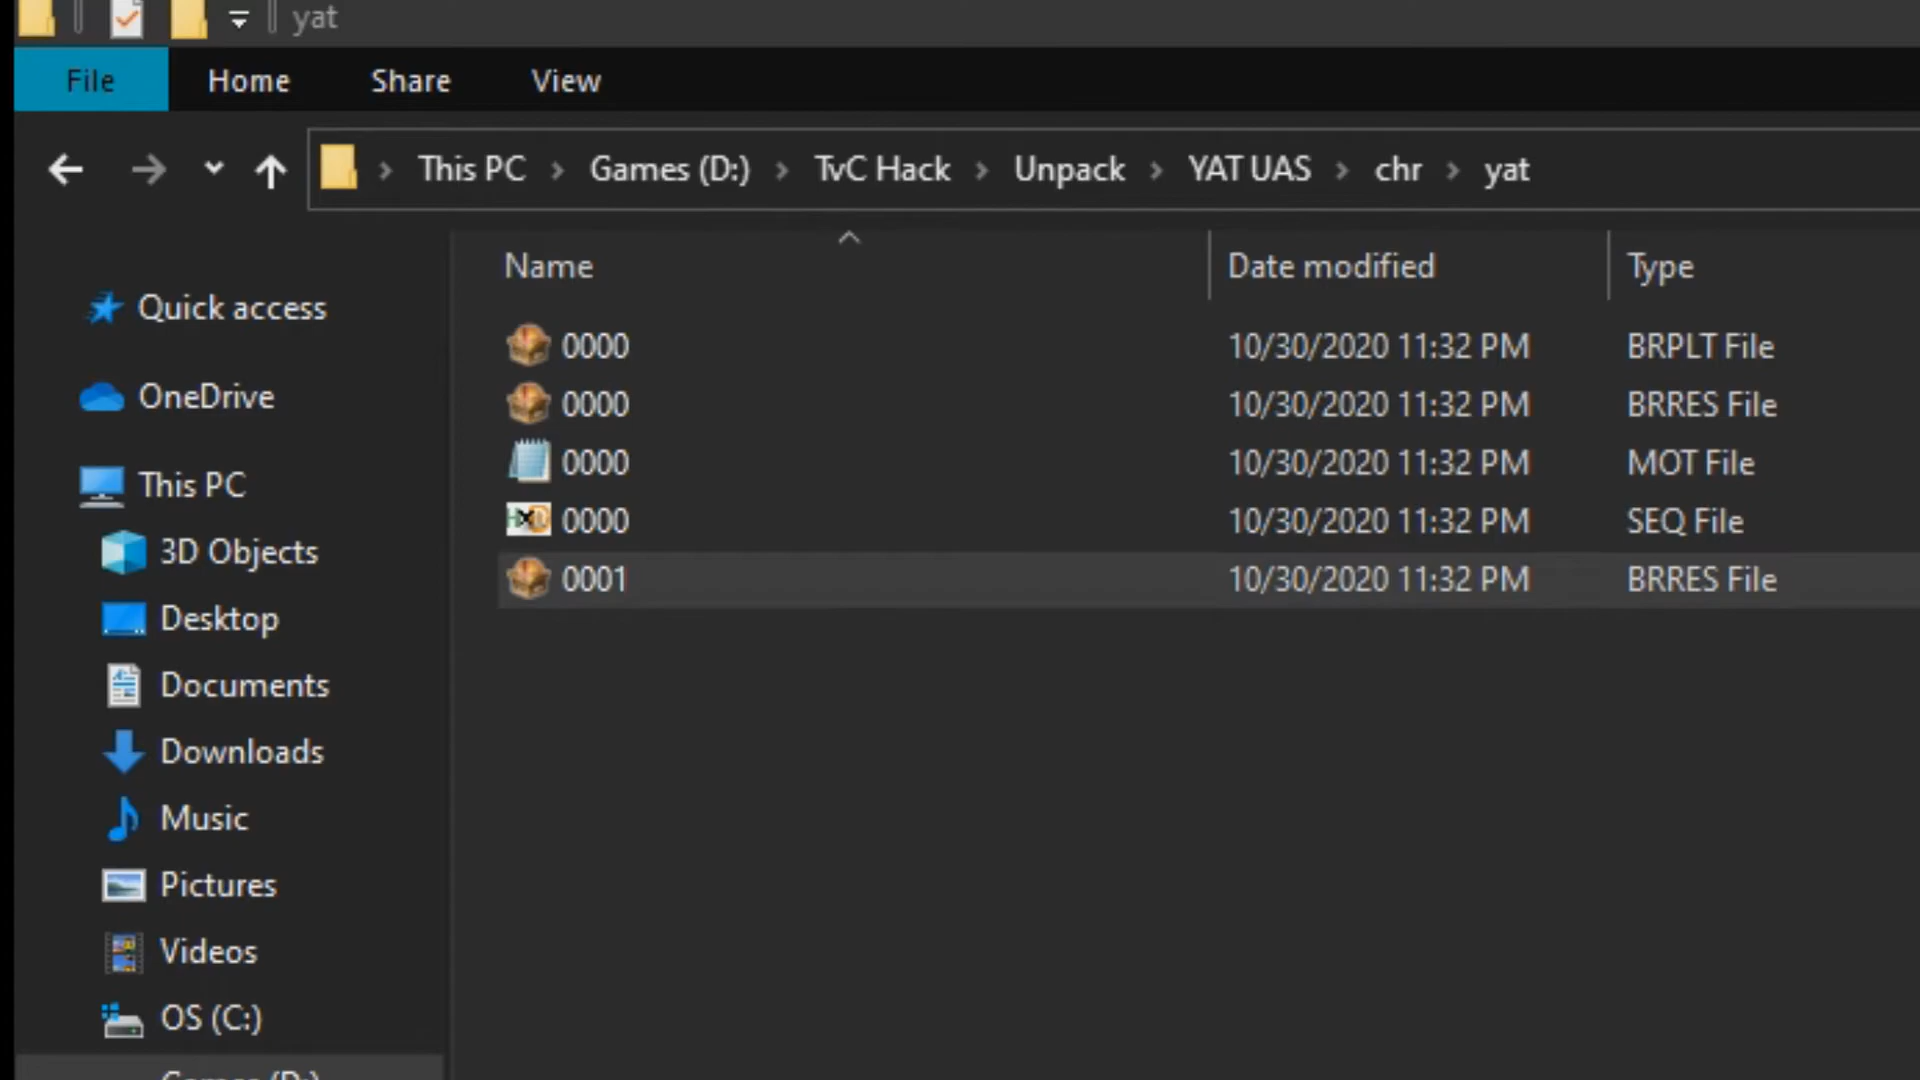 yat
File Home Share View
This PC Games (D:) TvC Hack Unpack YAT UAS chr yat
Name Date modified Type
Quick access
OneDrive
This PC
3D Objects
Desktop
Documents
Downloads
Music
Pictures
Videos
OS (C:)
Games (D:)
0000 10/30/2020 11:32 PM BRPLT File
0000 10/30/2020 11:32 PM BRRES File
0000 10/30/2020 11:32 PM MOT File
HXD 0000 10/30/2020 11:32 PM SEQ File
0001 10/30/2020 11:32 PM BRRES File